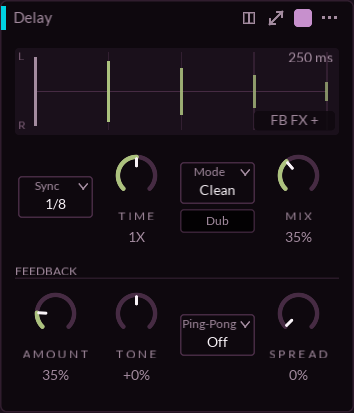 Delay
L
250 ms
R
FB FX +
Sync
1/8
TIME
1X
Mode
Clean
Dub
MIX
35%
FEEDBACK
AMOUNT
35%
TONE
+0%
Ping-Pong
Off
SPREAD
0%